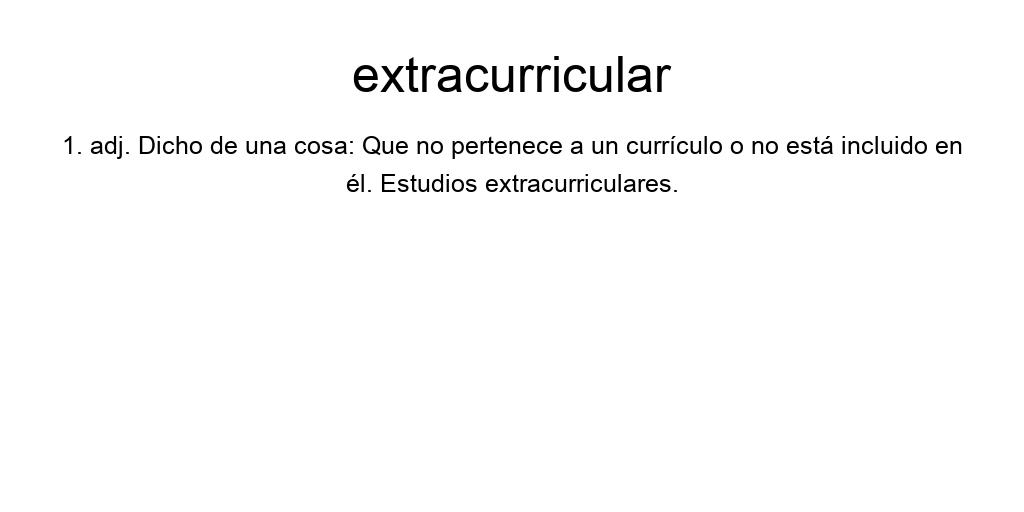 extracurricular
1. adj. Dicho de una cosa: Que no pertenece a un currículo o no está incluido en
él. Estudios extracurriculares.